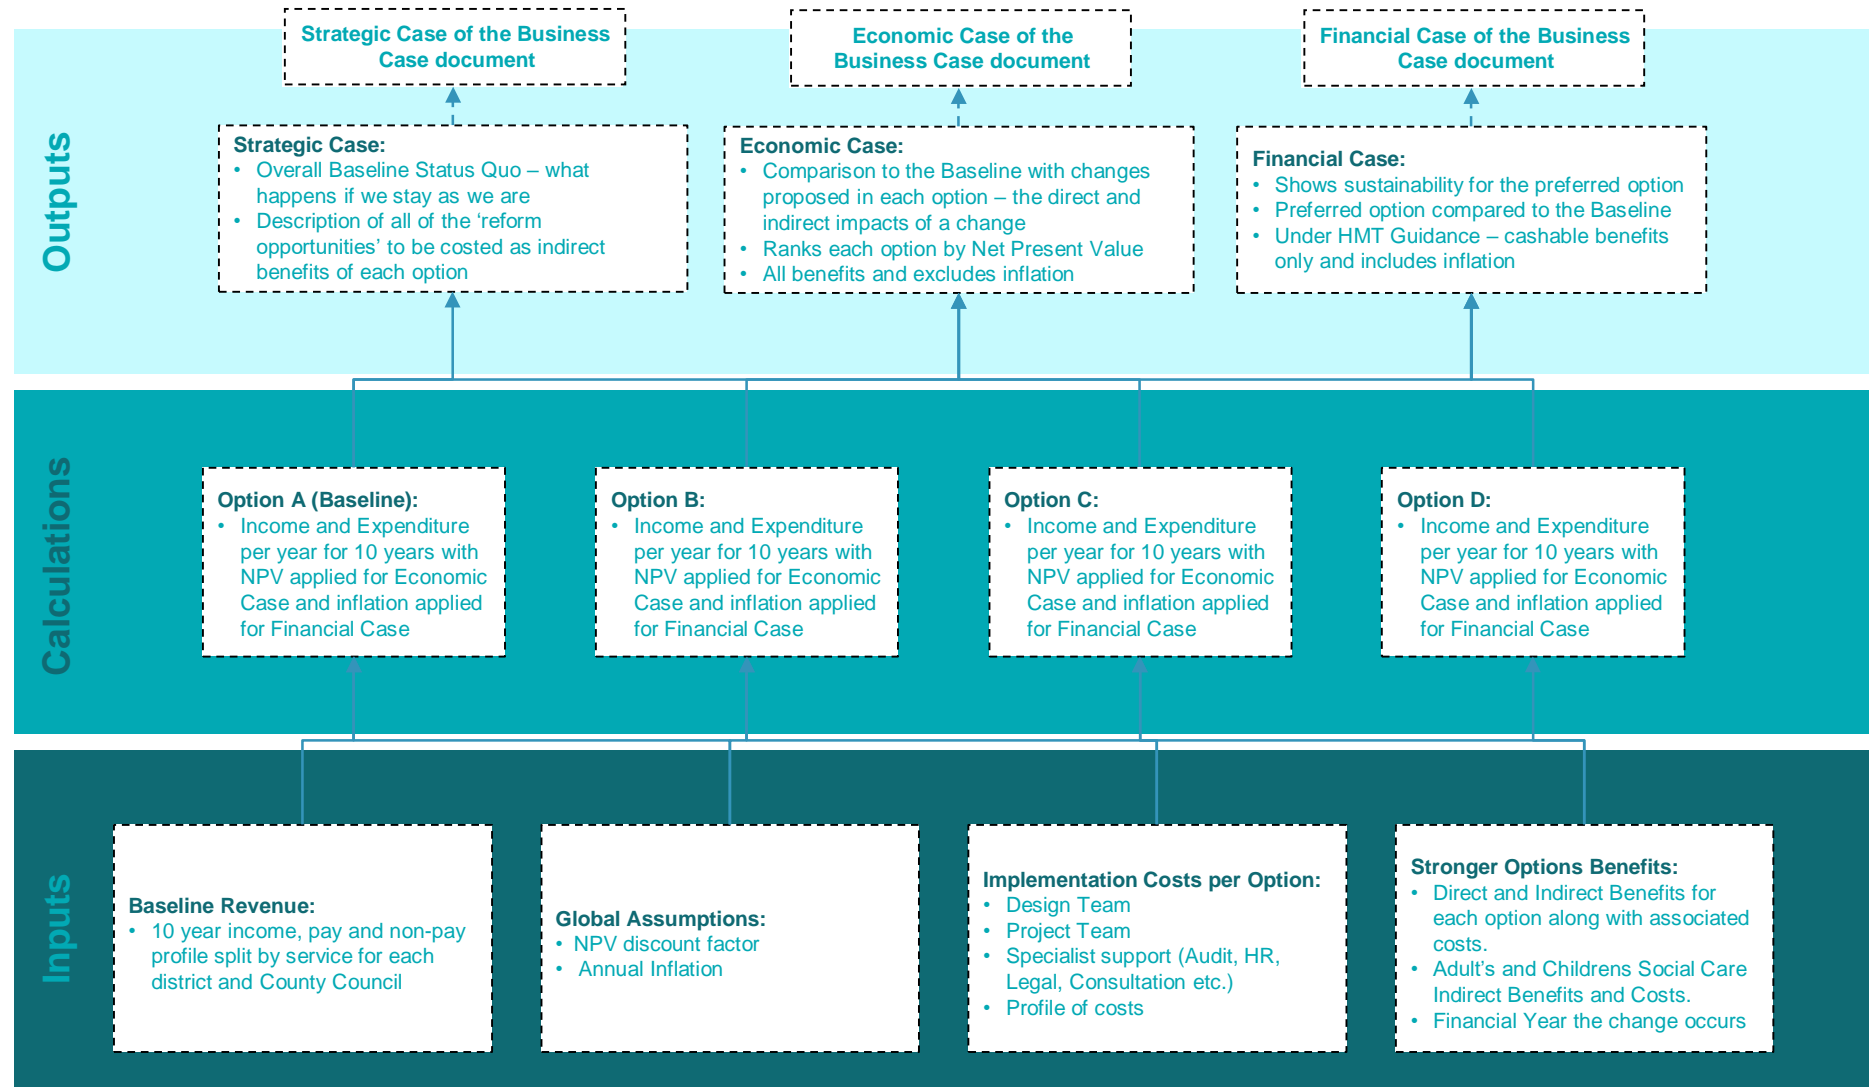 Strategic Case of the Business
Case document
Economic Case of the
Business Case document
Financial Case of the Business
Case document
Outputs
Strategic Case:
• Overall Baseline Status Quo – what
happens if we stay as we are
• Description of all of the ‘reform
opportunities’ to be costed as indirect
benefits of each option
Economic Case:
• Comparison to the Baseline with changes
proposed in each option – the direct and
indirect impacts of a change
• Ranks each option by Net Present Value
• All benefits and excludes inflation
Financial Case:
• Shows sustainability for the preferred option
• Preferred option compared to the Baseline
• Under HMT Guidance – cashable benefits
only and includes inflation
Calculations
Option A (Baseline):
• Income and Expenditure
per year for 10 years with
NPV applied for Economic
Case and inflation applied
for Financial Case
Option B:
• Income and Expenditure
per year for 10 years with
NPV applied for Economic
Case and inflation applied
for Financial Case
Option C:
• Income and Expenditure
per year for 10 years with
NPV applied for Economic
Case and inflation applied
for Financial Case
Option D:
• Income and Expenditure
per year for 10 years with
NPV applied for Economic
Case and inflation applied
for Financial Case
Inputs
Baseline Revenue:
• 10 year income, pay and non-pay
profile split by service for each
district and County Council
Global Assumptions:
• NPV discount factor
• Annual Inflation
Implementation Costs per Option:
• Design Team
• Project Team
• Specialist support (Audit, HR,
Legal, Consultation etc.)
• Profile of costs
Stronger Options Benefits:
• Direct and Indirect Benefits for
each option along with associated
costs.
• Adult's and Childrens Social Care
Indirect Benefits and Costs.
• Financial Year the change occurs